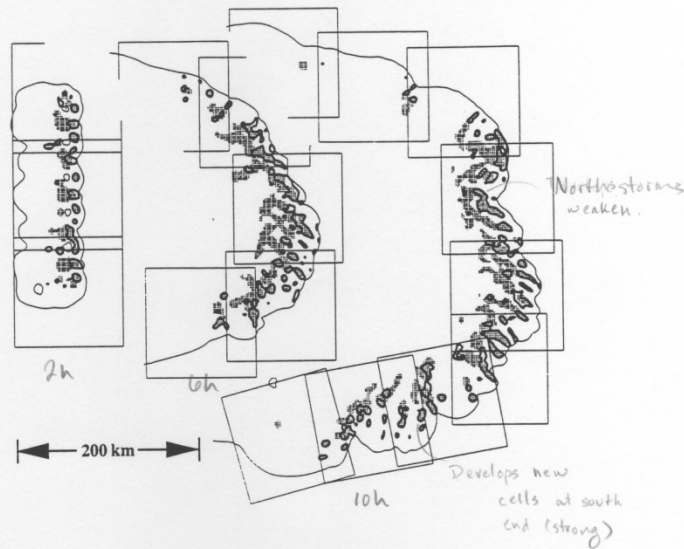 North storms
weaken.
2h
6h
200 km
10h
Develops new
cells at south
end (strong)